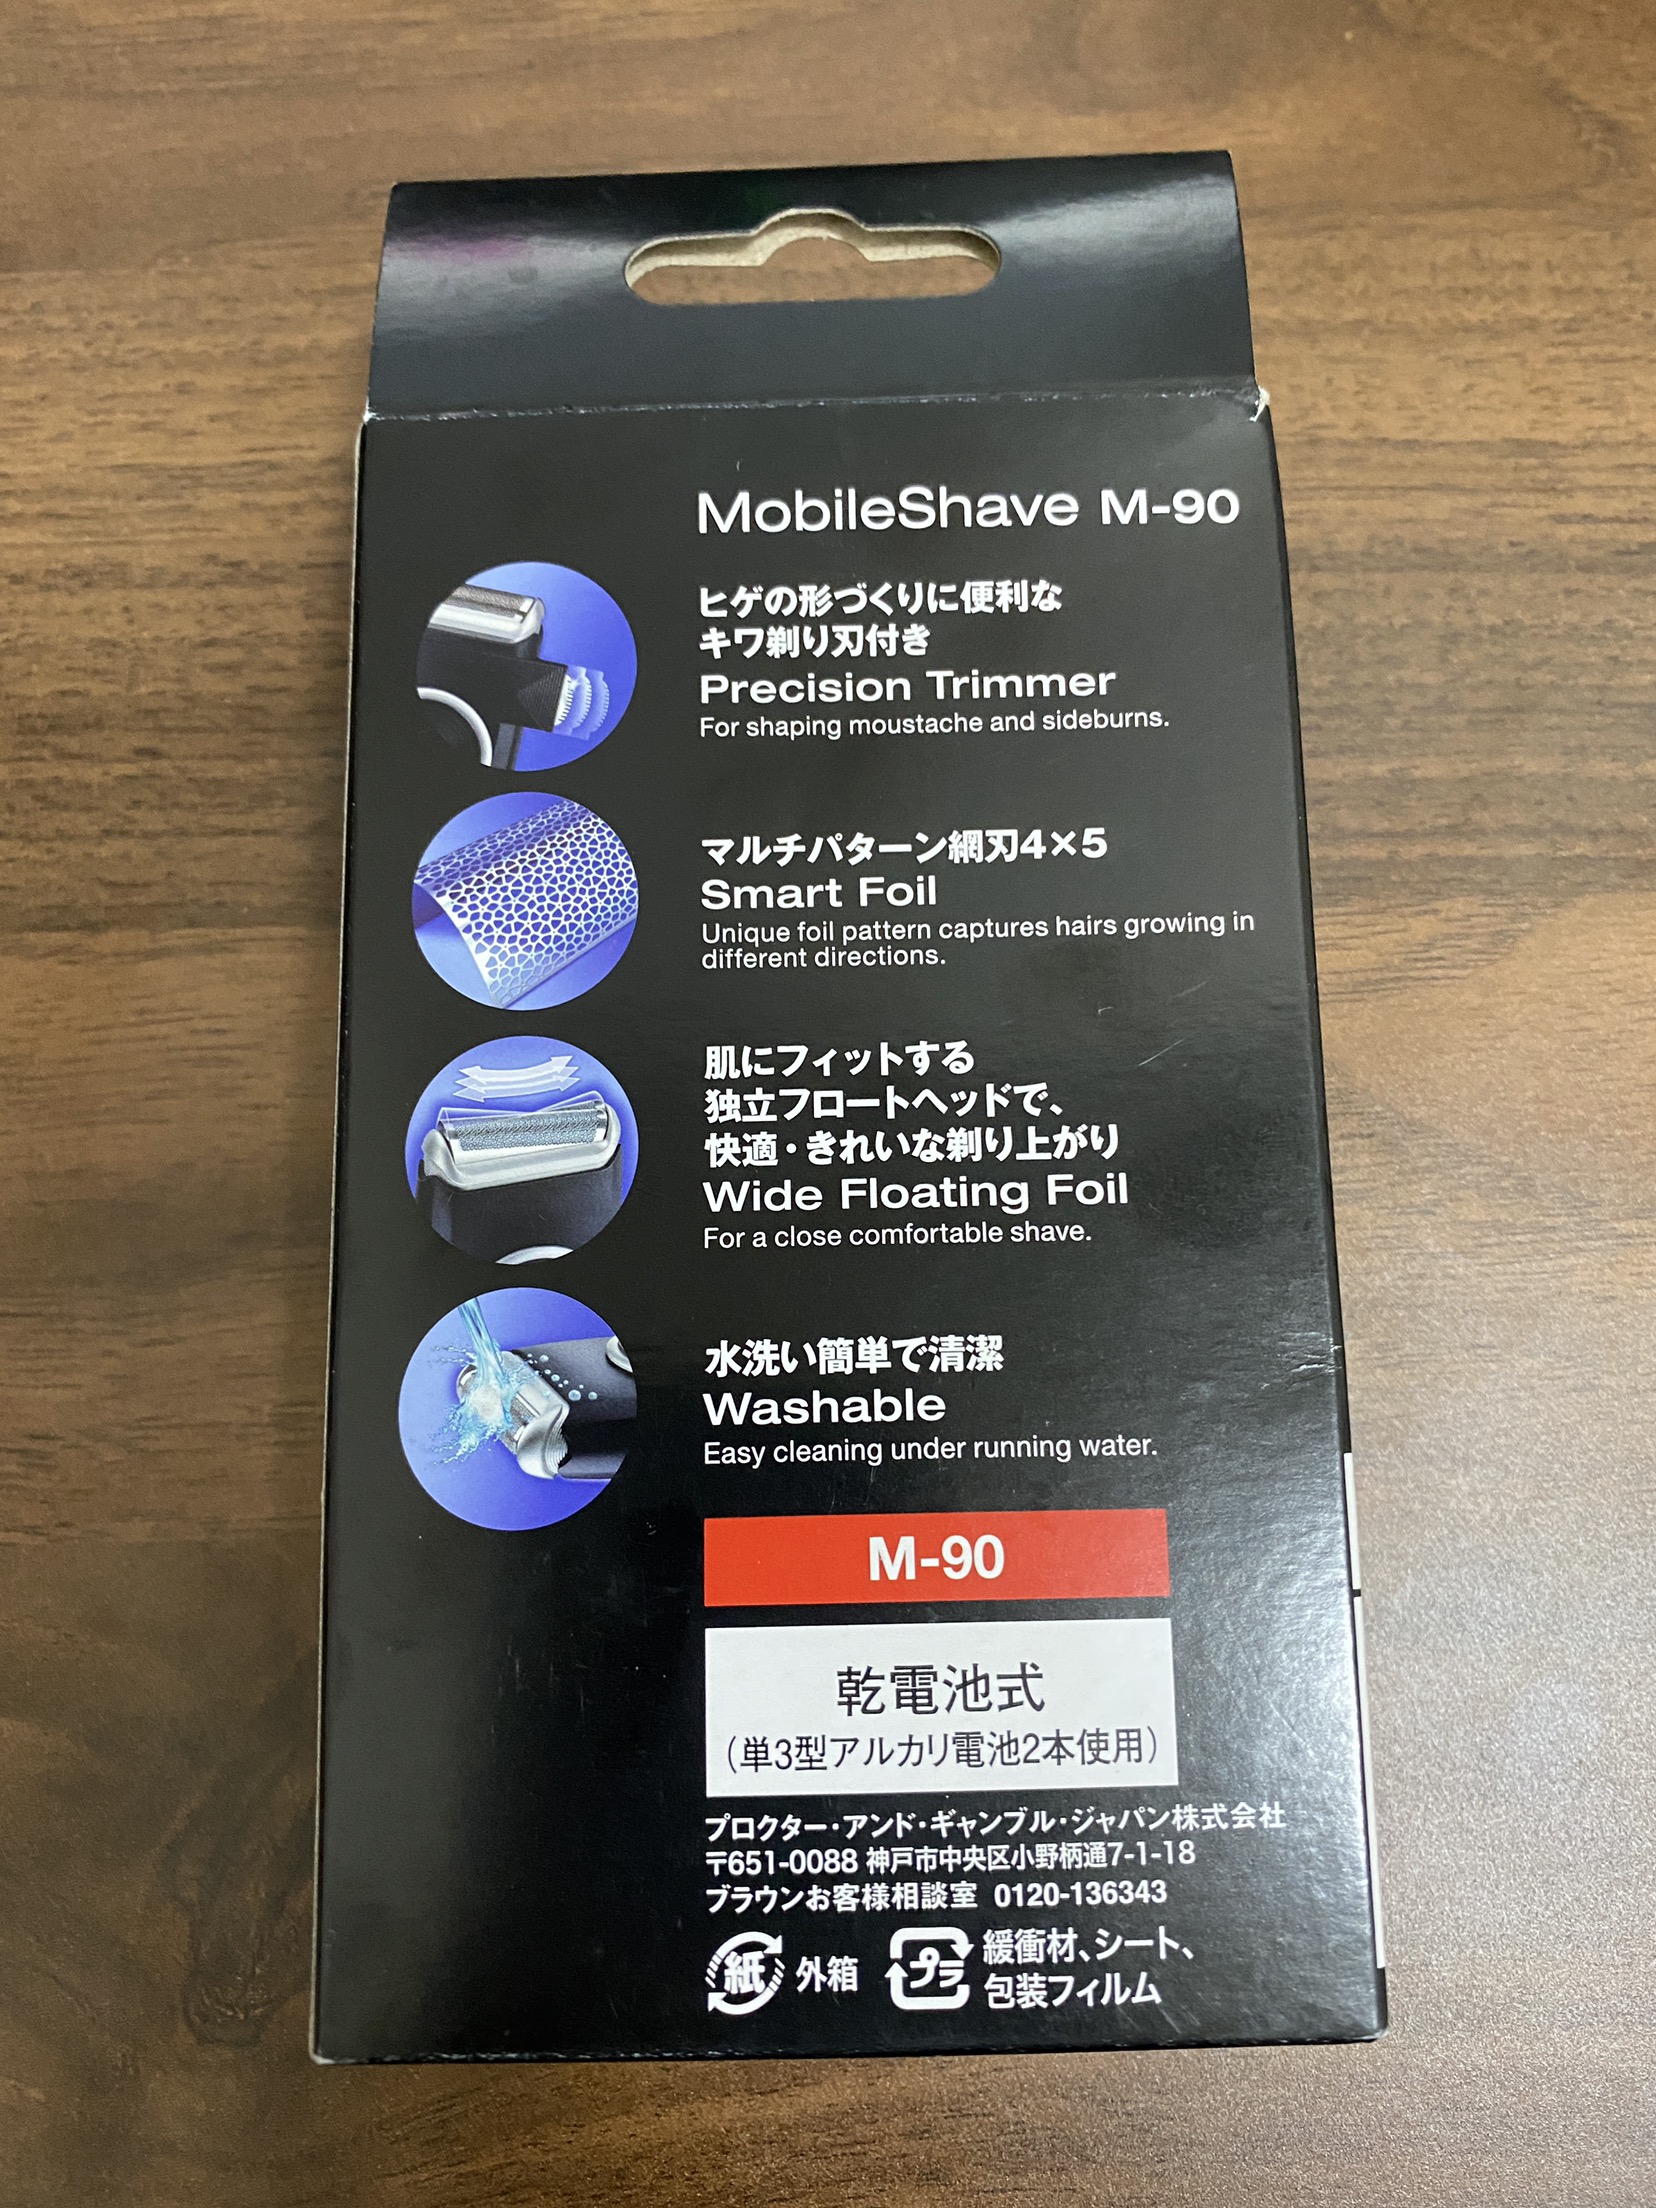 MobileShave M-90
ヒゲの形づくりに便利な
キワ剃り刃付き
Precision Trimmer
For shaping moustache and sideburns.
マルチパターン網刃4×5
Smart Foil
Unique foil pattern captures hairs growing in
different directions.
肌にフィットする
独立フロートヘッドで、
快適・きれいな剃り上がり
Wide Floating Foil
For a close comfortable shave.
水洗い簡単で清潔
Washable
Easy cleaning under running water.
M-90
乾電池式
(単3型アルカリ電池2本使用)
プロクター・アンド・ギャンブル・ジャパン株式会社
〒651-0088 神戸市中央区小野柄通7-1-18
ブラウンお客様相談室 0120-136343
紙 外箱 プラ 緩衝材、シート、
包装フィルム